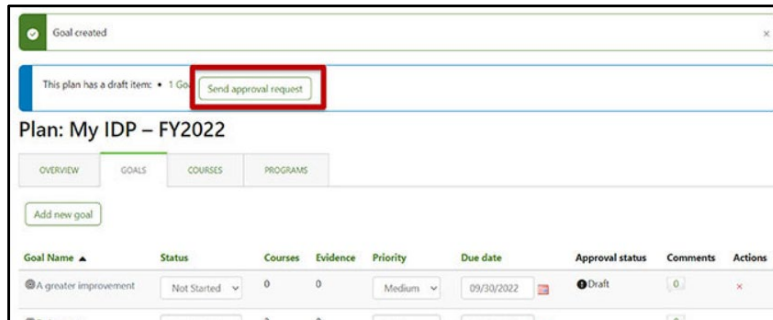 Goal created
This plan has a draft item: • 1 Goa Send approval request
Plan: My IDP – FY2022
OVERVIEW GOALS COURSES PROGRAMS
Add new goal
Goal Name Status Courses Evidence Priority Due date Approval status Comments Actions
A greater improvement Not Started 0 0 Medium 09/30/2022 Draft 0